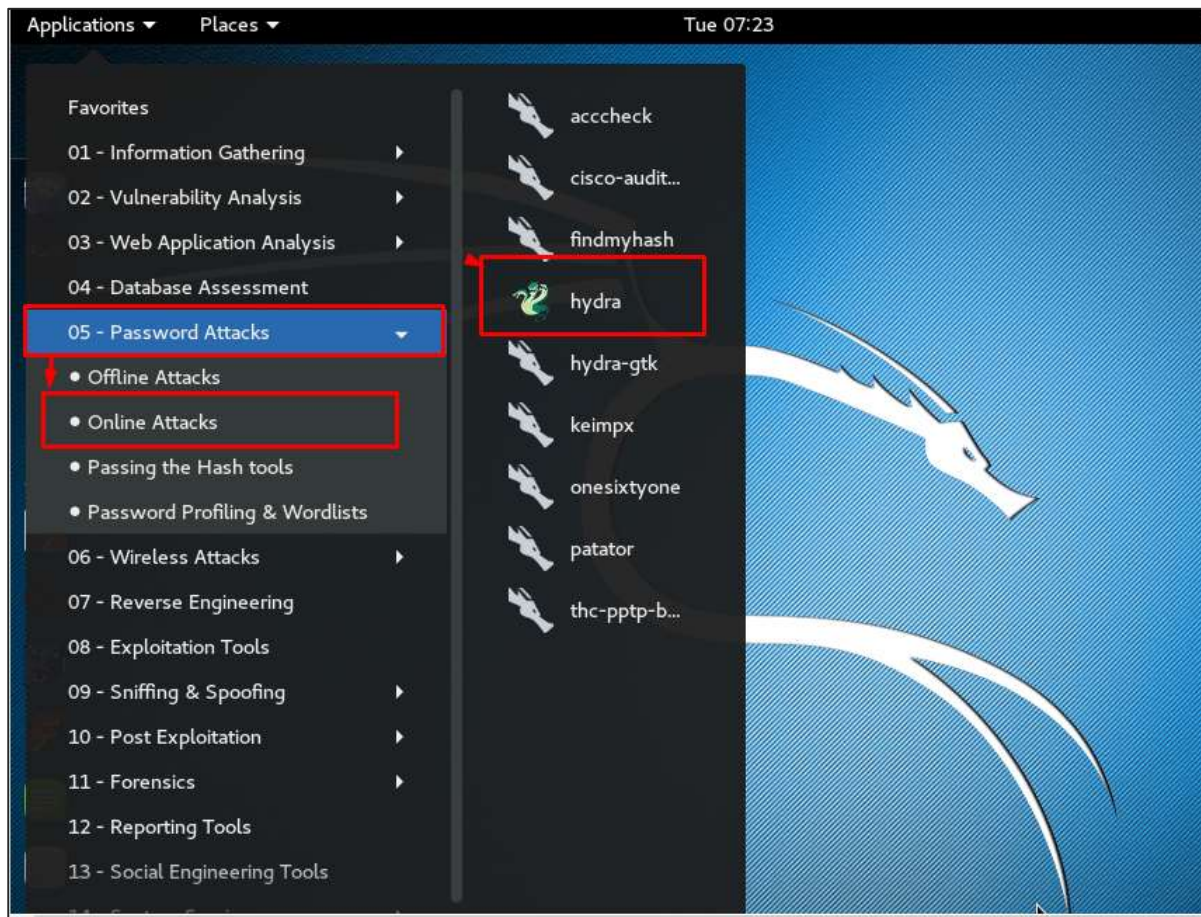 Applications Places Tue 07:23
Favorites
01 - Information Gathering
02 - Vulnerability Analysis
03 - Web Application Analysis
04 - Database Assessment
05 - Password Attacks
• Offline Attacks
• Online Attacks
• Passing the Hash tools
• Password Profiling & Wordlists
06 - Wireless Attacks
07 - Reverse Engineering
08 - Exploitation Tools
09 - Sniffing & Spoofing
10 - Post Exploitation
11 - Forensics
12 - Reporting Tools
13 - Social Engineering Tools
acccheck
cisco-audit...
findmyhash
hydra
hydra-gtk
keimpx
onesixtyone
patator
thc-pptp-b...